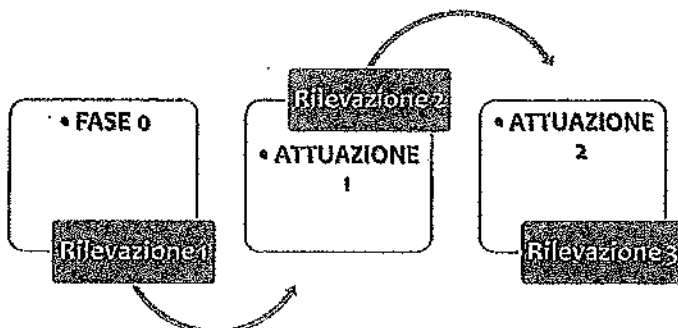 • FASE 0
Rilevazione 1
Rilevazione 2
• ATTUAZIONE
1
• ATTUAZIONE
2
Rilevazione 3